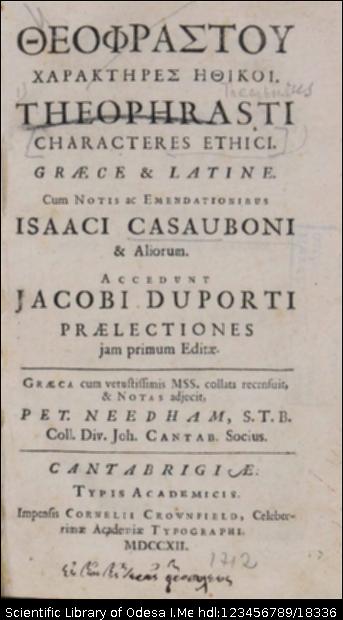 ΘΕΟΦΡΑΣΤΟΥ
ΧΑΡΑΚΤΗΡΕΣ ΗΘΙΚΟΙ.
THEOPHRASTI
CHARACTERES ETHICI.
GRÆCE & LATINE.
Cum NOTIS ac EMENDATIONIBUS
ISAACI CASAUBONI
& Aliorum.
ACCEDUNT
JACOBI DUPORTI
PRÆLECTIONES
jam primum Editæ.
GRÆCA cum vetustissimis MSS. collata recensuit,
& NOTAS adjecit,
PET. NEEDHAM, S.T.B.
Coll. Div. Joh. CANTAB. Socius.
CANTABRIGIÆ:
TYPIS ACADEMICIS.
Impensis CORNELII CROWNFIELD, Celeber-
rimæ Academiæ TYPOGRAPHI.
MDCCXII.
1712
Scientific Library of Odesa I.Me hdl:123456789/18336